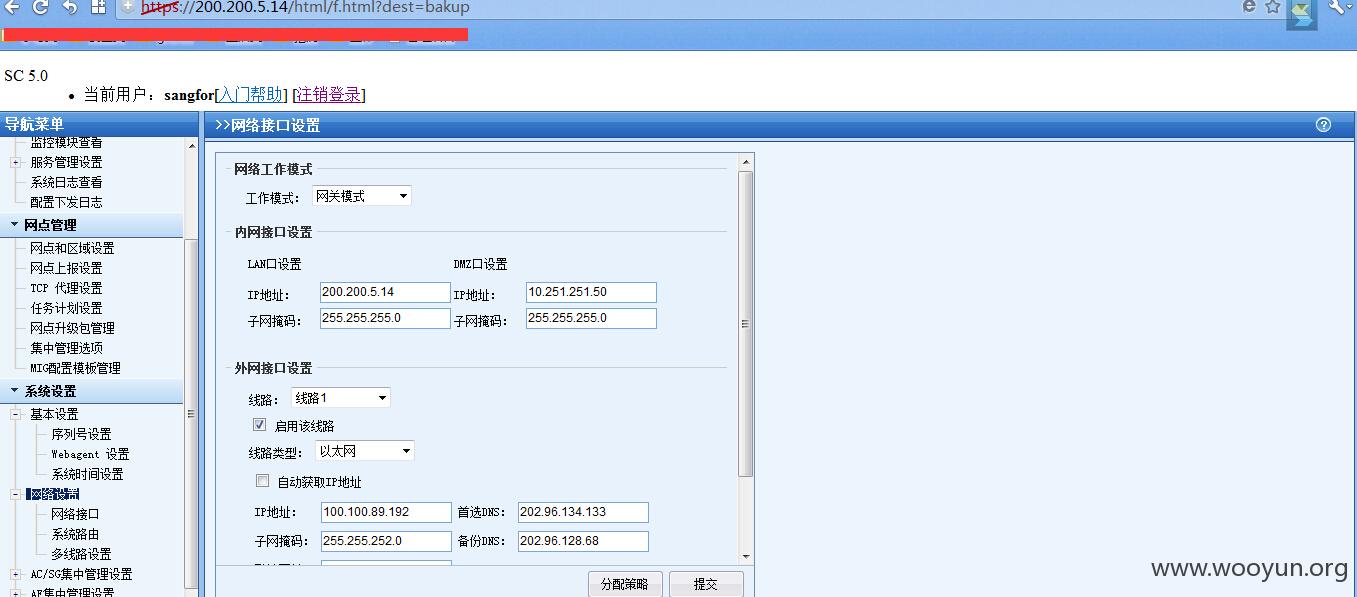 https://200.200.5.14/html/f.html?dest=bakup
SC 5.0
当前用户：sangfor[入门帮助] [注销登录]
导航菜单
监控模块查看
服务管理设置
系统日志查看
配置下发日志
网点管理
网点和区域设置
网点上报设置
TCP 代理设置
任务计划设置
网点升级包管理
集中管理选项
MIG配置模板管理
系统设置
基本设置
序列号设置
Webagent 设置
系统时间设置
网络设置
网络接口
系统路由
多线路设置
AC/SG集中管理设置
AF集中管理设置
>>网络接口设置
网络工作模式
工作模式： 网关模式
内网接口设置
LAN口设置 DMZ口设置
IP地址： 200.200.5.14 IP地址： 10.251.251.50
子网掩码： 255.255.255.0 子网掩码： 255.255.255.0
外网接口设置
线路： 线路1
启用该线路
线路类型： 以太网
自动获取IP地址
IP地址： 100.100.89.192 首选DNS： 202.96.134.133
子网掩码： 255.255.252.0 备份DNS： 202.96.128.68
分配策略 提交
www.wooyun.org